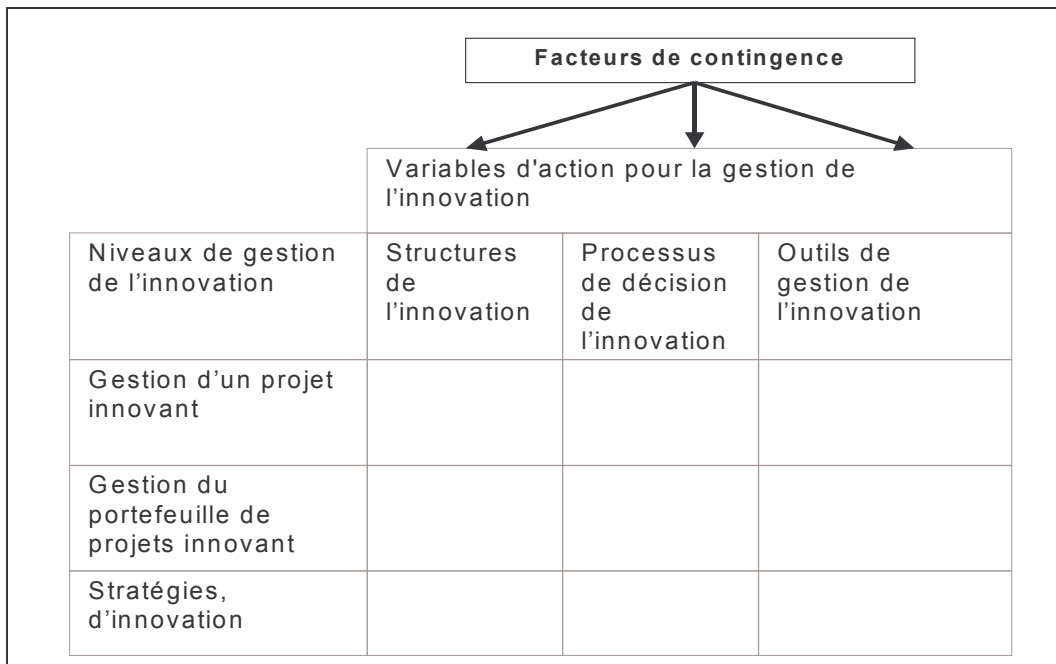 Facteurs de contingence
Variables d'action pour la gestion de
l'innovation
Niveaux de gestion
de l'innovation
Structures
de
l'innovation
Processus
de décision
de
l'innovation
Outils de
gestion de
l'innovation
Gestion d'un projet
innovant
Gestion du
portefeuille de
projets innovant
Stratégies,
d'innovation